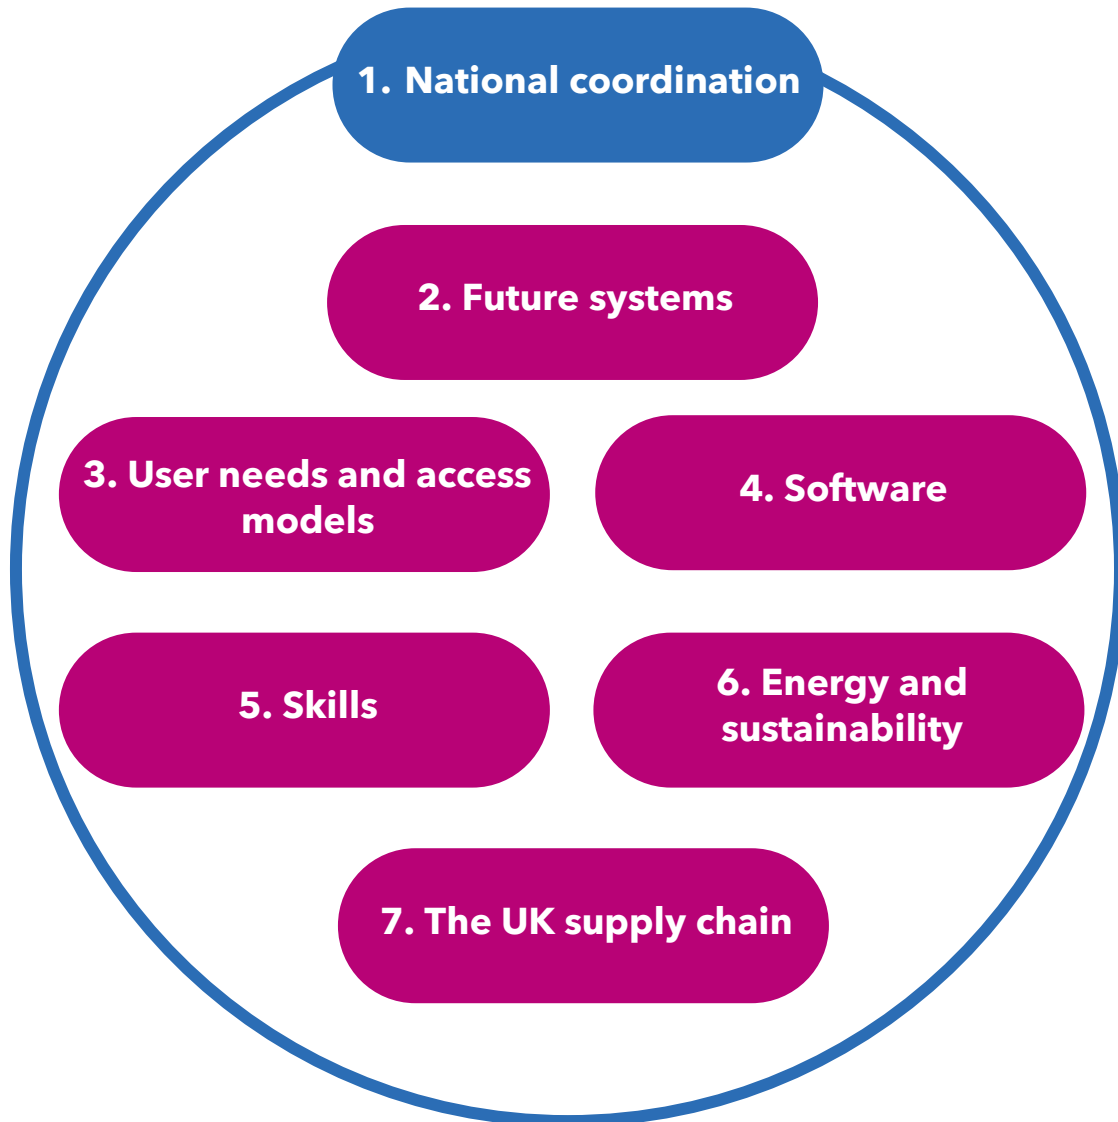 1. National coordination
2. Future systems
3. User needs and access
models
4. Software
5. Skills
6. Energy and
sustainability
7. The UK supply chain